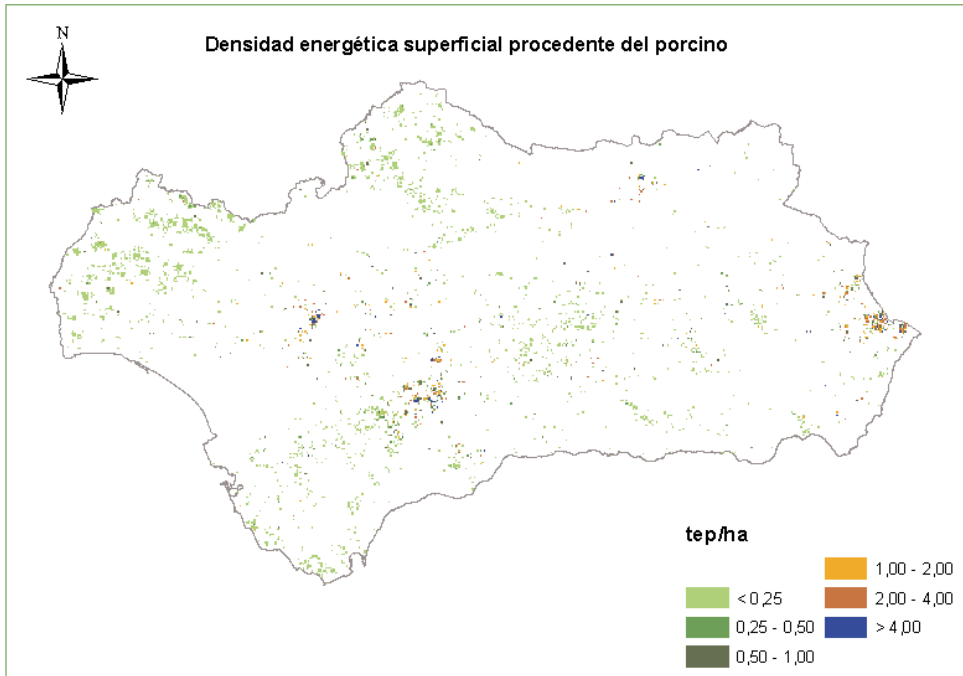 N
Densidad energética superficial procedente del porcino
tep/ha
< 0,25
0,25 - 0,50
0,50 - 1,00
1,00 - 2,00
2,00 - 4,00
> 4,00